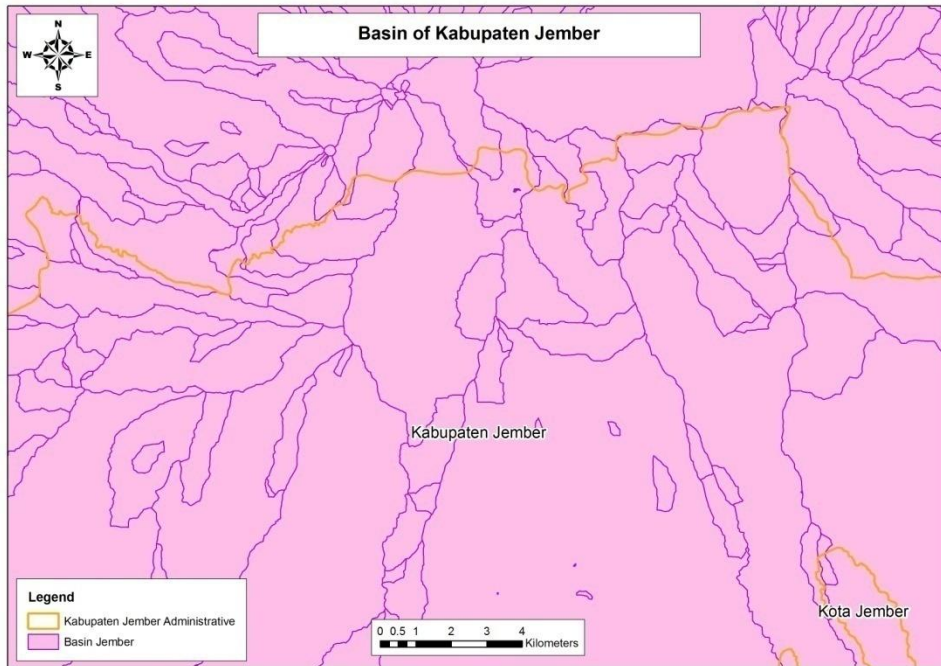 Basin of Kabupaten Jember
N
W E
S
Kabupaten Jember
Kota Jember
Legend
Kabupaten Jember Administrative
Basin Jember
0 0.5 1 2 3 4
Kilometers